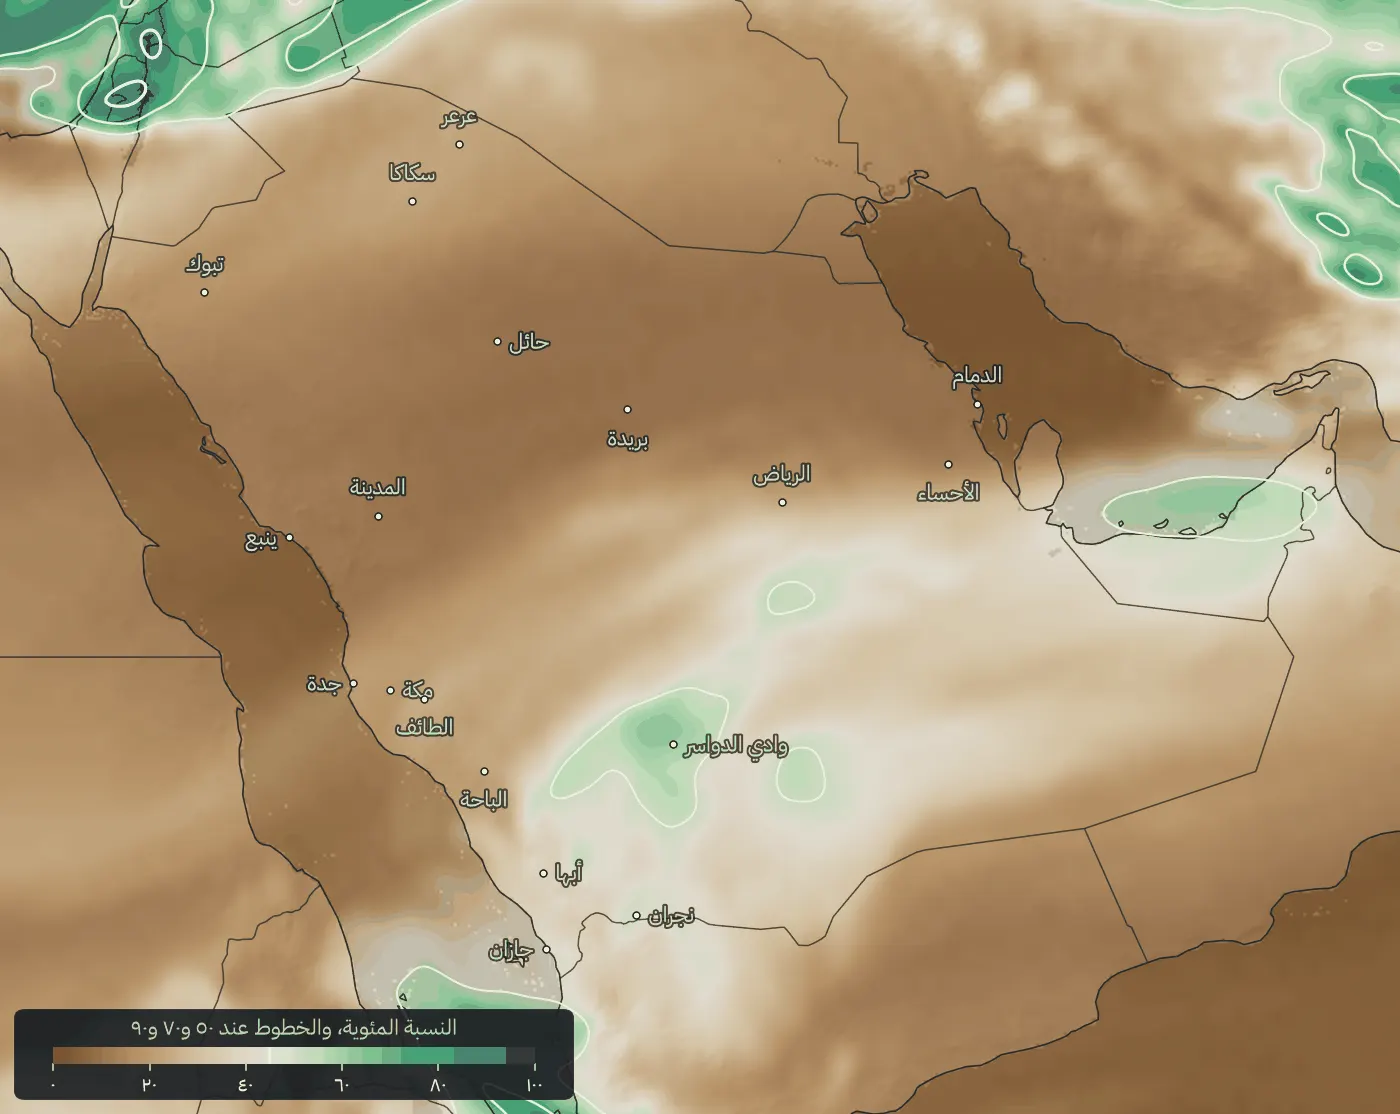 عرعر
سكاكا
تبوك
حائل
الدمام
بريدة
الرياض
الأحساء
المدينة
ينبع
جدة
مكة
الطائف
وادي الدواسر
الباحة
أبها
نجران
جازان
النسبة المئوية، والخطوط عند ٥٠ و٧٠ و٩٠
٠ ٢٠ ٤٠ ٦٠ ٨٠ ١٠٠